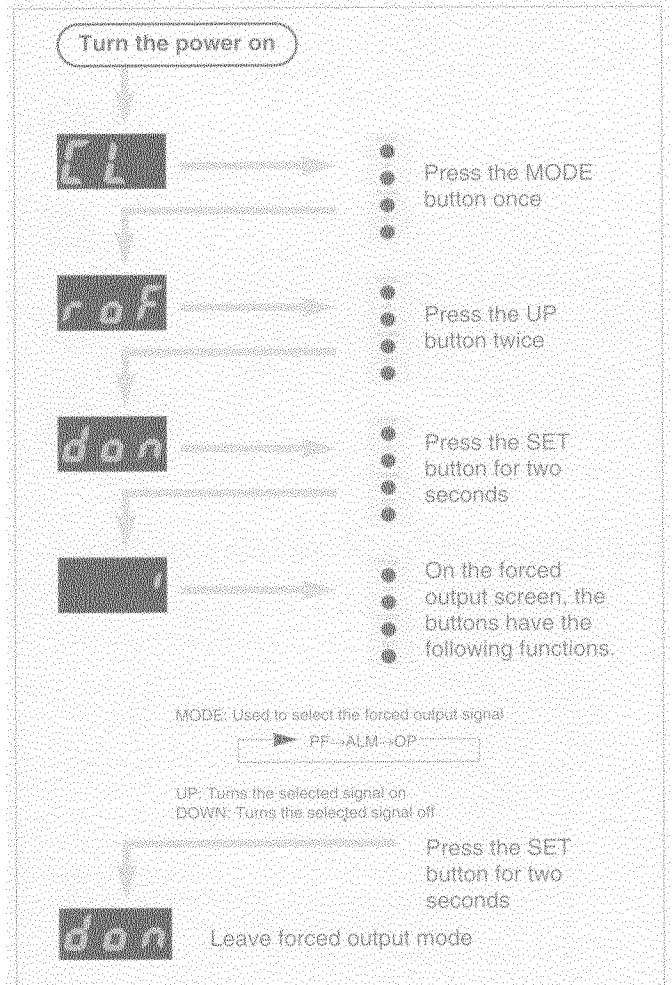 Turn the power on
CL
Press the MODE
button once
roF
Press the UP
button twice
don
Press the SET
button for two
seconds
On the forced
output screen, the
buttons have the
following functions.
MODE: Used to select the forced output signal
PF→ALM→OP
UP: Turns the selected signal on
DOWN: Turns the selected signal off
Press the SET
button for two
seconds
don
Leave forced output mode